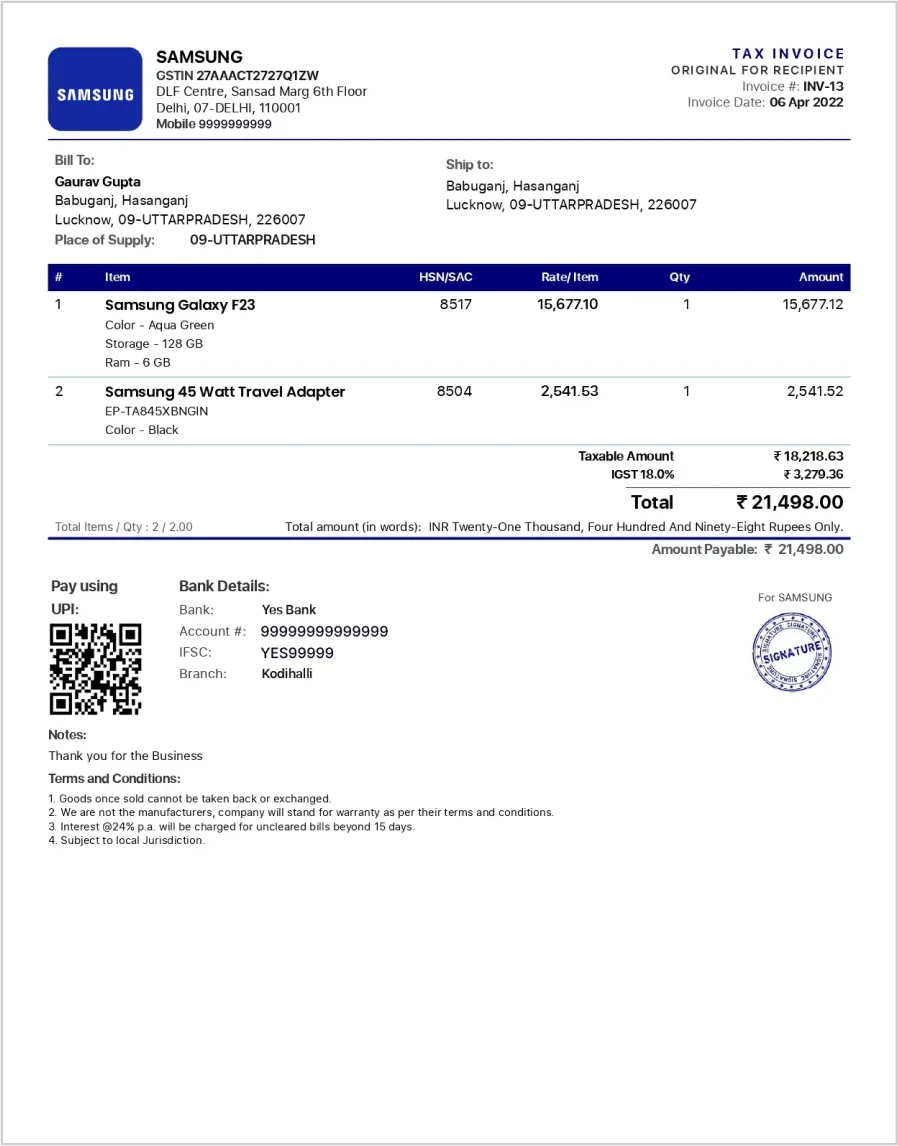 SAMSUNG
SAMSUNG
GSTIN 27AAACT2727Q1ZW
DLF Centre, Sansad Marg 6th Floor
Delhi, 07-DELHI, 110001
Mobile 9999999999
TAX INVOICE
ORIGINAL FOR RECIPIENT
Invoice #: INV-13
Invoice Date: 06 Apr 2022
Bill To:
Gaurav Gupta
Babuganj, Hasanganj
Lucknow, 09-UTTARPRADESH, 226007
Place of Supply: 09-UTTARPRADESH
Ship to:
Babuganj, Hasanganj
Lucknow, 09-UTTARPRADESH, 226007
# Item HSN/SAC Rate/ Item Qty Amount
1 Samsung Galaxy F23 8517 15,677.10 1 15,677.12
Color - Aqua Green
Storage - 128 GB
Ram - 6 GB
2 Samsung 45 Watt Travel Adapter 8504 2,541.53 1 2,541.52
EP-TA845XBNGIN
Color - Black
Taxable Amount ₹ 18,218.63
IGST 18.0% ₹ 3,279.36
Total ₹ 21,498.00
Total Items / Qty : 2 / 2.00 Total amount (in words): INR Twenty-One Thousand, Four Hundred And Ninety-Eight Rupees Only.
Amount Payable: ₹ 21,498.00
Pay using
UPI:
Bank Details:
Bank: Yes Bank
Account #: 99999999999999
IFSC: YES99999
Branch: Kodihalli
For SAMSUNG
SIGNATURE SIGNATURE SIGNATURE SIGNATURE
SIGNATURE
Notes:
Thank you for the Business
Terms and Conditions:
1. Goods once sold cannot be taken back or exchanged.
2. We are not the manufacturers, company will stand for warranty as per their terms and conditions.
3. Interest @24% p.a. will be charged for uncleared bills beyond 15 days.
4. Subject to local Jurisdiction.